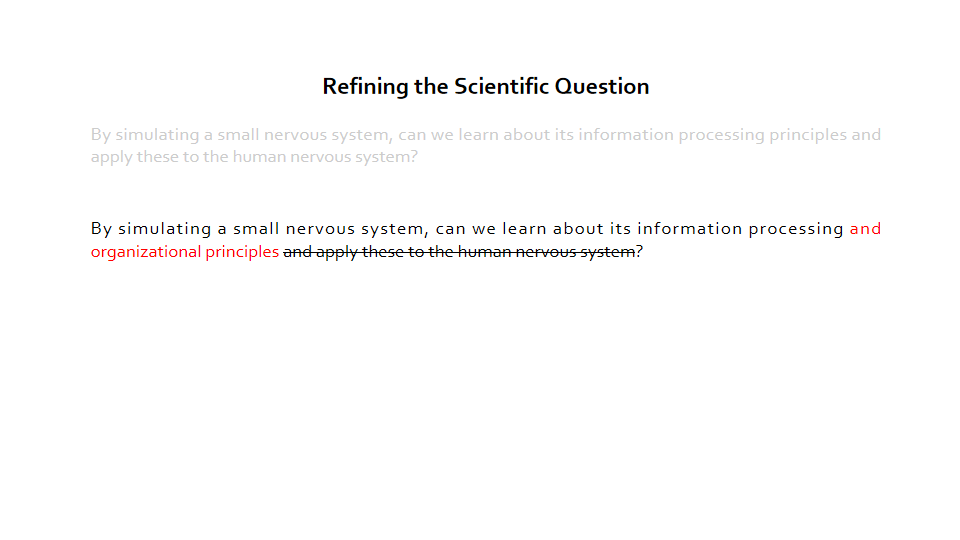 Refining the Scientific Question
By simulating a small nervous system, can we learn about its information processing principles and
apply these to the human nervous system?
By simulating a small nervous system, can we learn about its information processing and
organizational principles and apply these to the human nervous system?